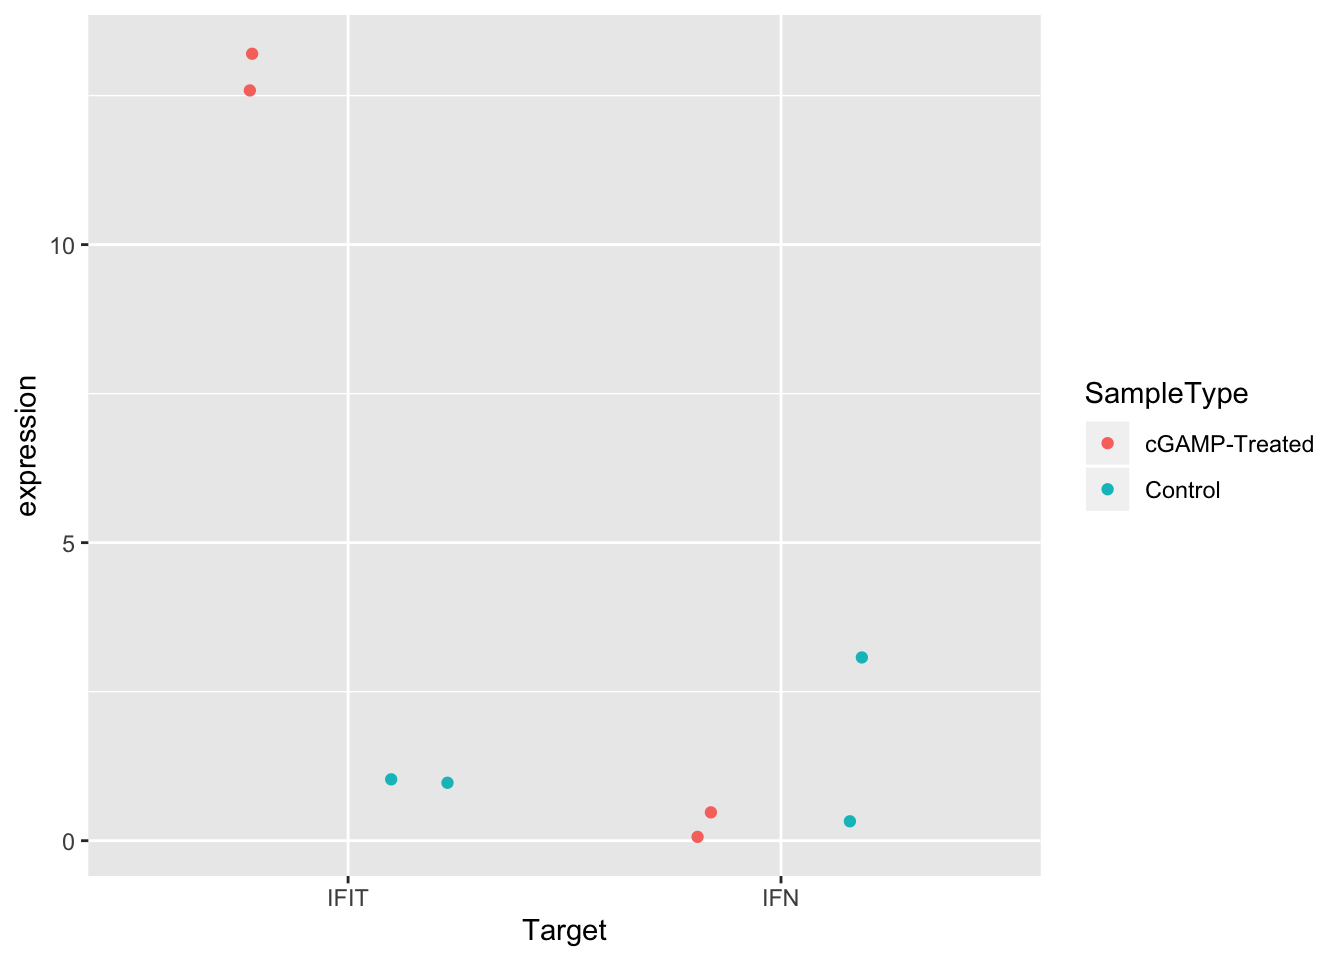 expression
10
5
0
IFIT
IFN
Target
SampleType
cGAMP-Treated
Control